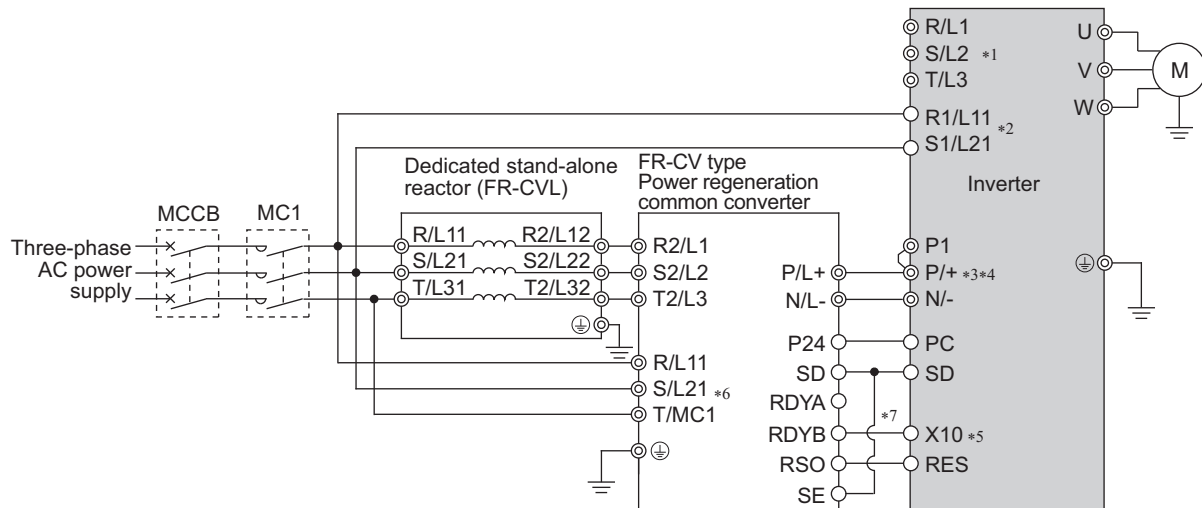 MCCB
MC1
Three-phase
AC power
supply
Dedicated stand-alone
reactor (FR-CVL)
R/L11
R2/L12
S/L21
S2/L22
T/L31
T2/L32
FR-CV type
Power regeneration
common converter
R2/L1
S2/L2
T2/L3
R/L11
S/L21 *6
T/MC1
P/L+
N/L-
P24
SD
RDYA
RDYB
RSO
SE
*7
R/L1
S/L2 *1
T/L3
R1/L11
*2
S1/L21
Inverter
P1
P/+ *3*4
N/-
PC
SD
X10 *5
RES
U
V
W
M